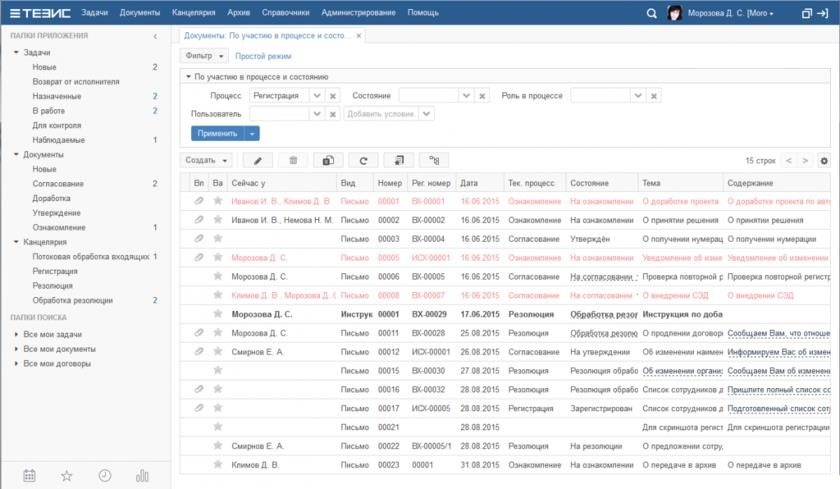 ТЕЗИС Задачи Документы Канцелярия Архив Справочники Администрирование Помощь Морозова Д. С. [Moro
ПАПКИ ПРИЛОЖЕНИЯ
Задачи
Новые 2
Возврат от исполнителя
Назначенные 2
В работе 2
Для контроля
Наблюдаемые 1
Документы
Новые
Согласование 2
Доработка
Утверждение
Ознакомление 1
Канцелярия
Потоковая обработка входящих 1
Регистрация
Резолюция
Обработка резолюции 2
ПАПКИ ПОИСКА
Все мои задачи
Все мои документы
Все мои договоры
Документы: По участию в процессе и состо...
Фильтр Простой режим
По участию в процессе и состоянию
Процесс Регистрация Состояние Роль в процессе
Пользователь Добавить условие.
Применить
Создать 15 строк
Вл Ва Сейчас у Вид Номер Рег. номер Дата Тек. процесс Состояние Тема Содержание
Иванов И. В., Климов Д. В. Письмо 00001 ВХ-00001 16.06.2015 Ознакомление На ознакомлении О доработке проекта О доработке проекта по авто
Иванов И. В., Немова Н. М. Письмо 00002 ВХ-00002 16.06.2015 Ознакомление На ознакомлении О принятии решения О принятии решения
Письмо 00003 ВХ-00004 16.06.2015 Согласование Утверждён О получении нумерац О получении нумерации
Морозова Д. С. Письмо 00005 ИСХ-00001 16.06.2015 Ознакомление На ознакомлении Уведомление об изме Уведомление об изменении
Морозова Д. С. Письмо 00006 ВХ-00005 16.06.2015 Согласование На согласовании Проверка повторной р Проверка повторной регистр
Климов Д. В., Морозова Д. С Письмо 00008 ВХ-00007 16.06.2015 Согласование На согласовании О внедрении СЭД О внедрении СЭД
Морозова Д. С. Инструк 00001 ВХ-00029 17.06.2015 Резолюция Обработка резол Инструкция по доба
Морозова Д. С. Письмо 00011 ВХ-00028 25.08.2015 Резолюция Обработка резолю О продлении договор Сообщаем Вам, что отноше
Смирнов Е. А. Письмо 00012 ИСХ-00001 26.08.2015 Согласование На утверждении Об изменении наимен Информируем Вас об измен
Письмо 00015 ВХ-00030 27.08.2015 Резолюция Резолюция обрабо Об изменении органи Сообщаем Вам об изменени
Письмо 00016 ВХ-00032 28.08.2015 Резолюция Резолюция обрабо Список сотрудников д Пришлите полный список со
Письмо 00017 ИСХ-00005 28.08.2015 Регистрация Зарегистрирован Список сотрудников д Подготовленный список сот
Письмо 00021 28.08.2015 Для скриншота регист Для скриншота регистрации
Смирнов Е. А. Письмо 00022 ВХ-00005/1 28.08.2015 Резолюция На резолюции О предложении сотру,
Климов Д. В. Письмо 00023 00001 31.08.2015 Ознакомление На ознакомлении О передаче в архив О передаче в архив